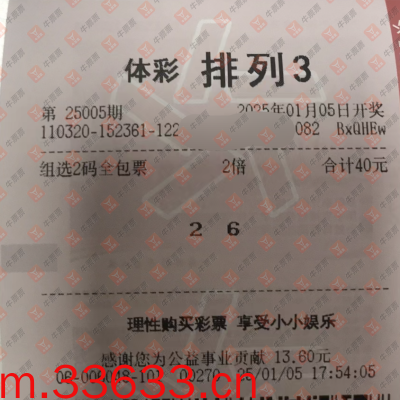 体彩 排列3
第 25005期 2025年01月05日开奖
110320-152361-122 082 BxQHEw
组选2码全包票 2倍 合计40元
2 6
理性购买彩票 享受小小娱乐
感谢您为公益事业贡献 13.60元
m.33633.cn
00270 05/01/05 17:54:05